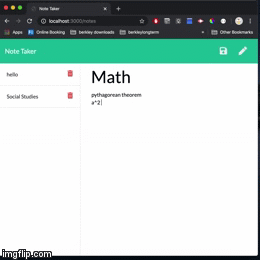 Note Taker
localhost:3000/notes
Apps
Online Booking
berkley downloads
berkleylongterm
Other Bookmarks
Note Taker
hello
Social Studies
Math
pythagorean theorem
a^2
imgflip.com